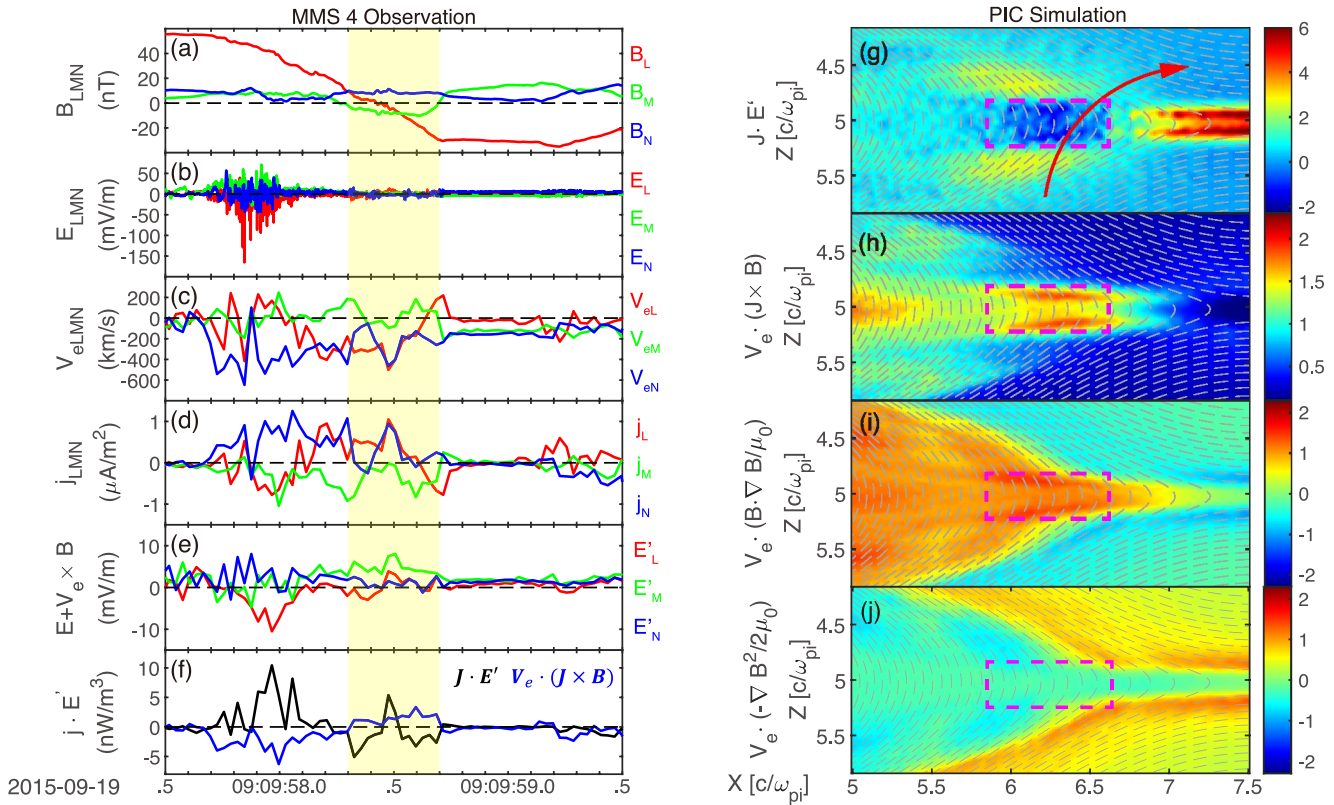 MMS 4 Observation
(a)
B_LMN
(nT)
40
20
0
-20
B_L
B_M
B_N
(b)
E_LMN
(mV/m)
50
0
-50
-100
-150
E_L
E_M
E_N
(c)
V_eLMN
(km/s)
200
0
-200
-400
-600
V_eL
V_eM
V_eN
(d)
j_LMN
(μA/m²)
1
0
-1
j_L
j_M
j_N
(e)
E+V_e × B
(mV/m)
10
0
-10
E'_L
E'_M
E'_N
(f)
j · E'
(nW/m³)
10
5
0
-5
J · E′ V_e · (J × B)
2015-09-19
.5 09:09:58.0 .5 09:09:59.0 .5
PIC Simulation
(g)
J · E‘
Z [c/ω_pi]
4.5
5
5.5
6
4
2
0
-2
(h)
V_e · (J × B)
Z [c/ω_pi]
4.5
5
5.5
2
1.5
1
0.5
(i)
V_e · (B·∇ B/μ_0)
Z [c/ω_pi]
4.5
5
5.5
2
1
0
-1
-2
(j)
V_e · (-∇ B²/2μ_0)
Z [c/ω_pi]
4.5
5
5.5
2
1
0
-1
-2
X [c/ω_pi]
5 5.5 6 6.5 7 7.5